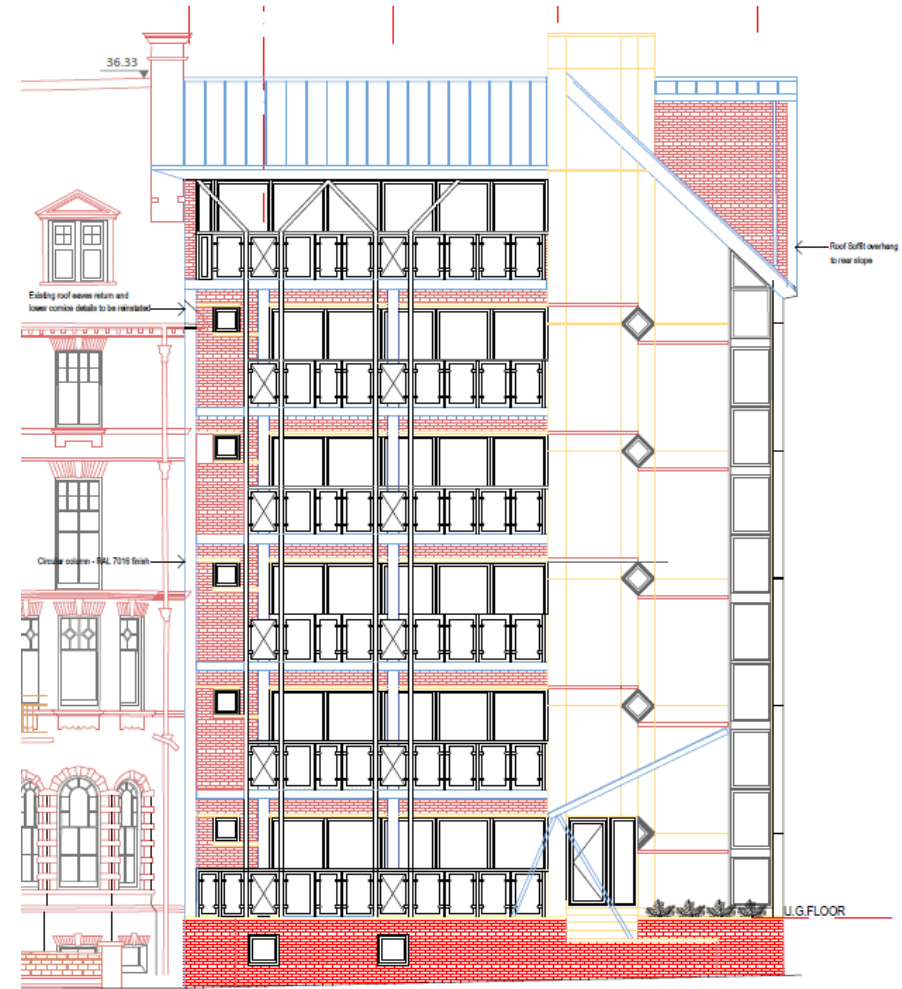 36.33
Roof Soffit overhang
to rear slope
Existing roof eaves return and
lower cornice details to be reinstated
Circular column - RAL 7016 finish
U.G.FLOOR